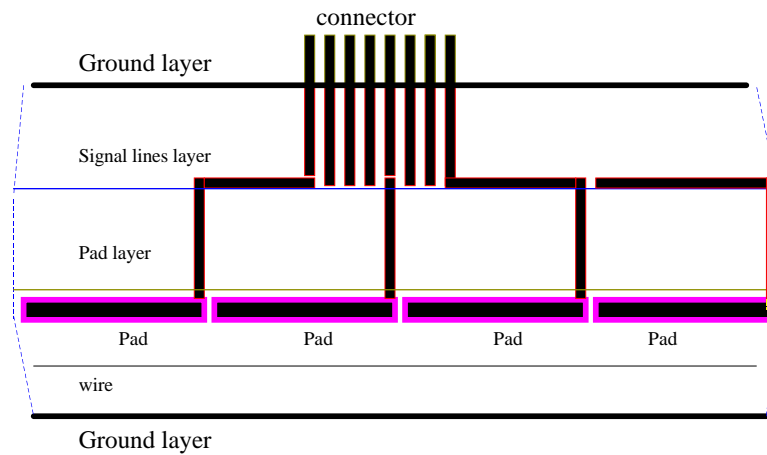 connector
Ground layer
Signal lines layer
Pad layer
Pad Pad Pad Pad
wire
Ground layer